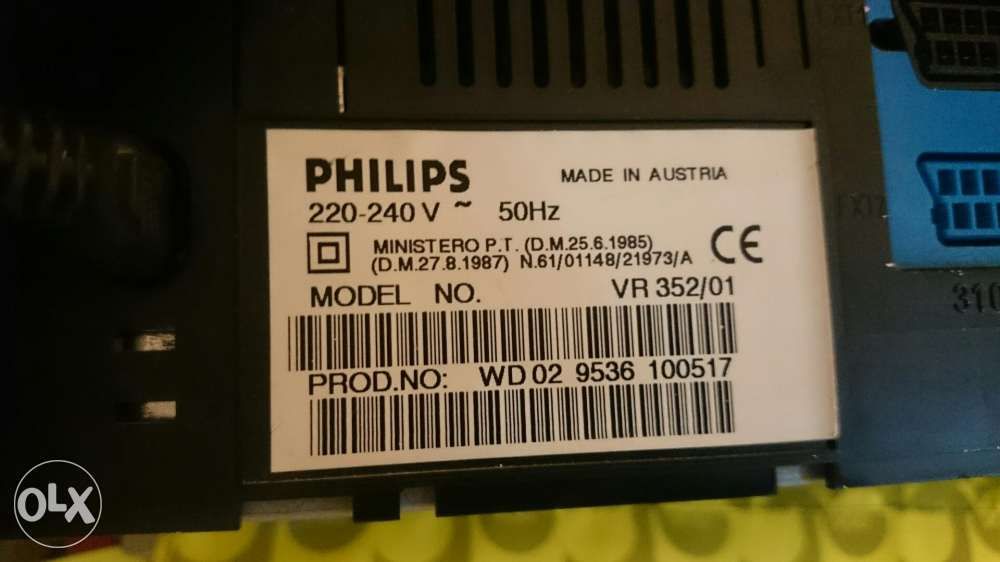 PHILIPS MADE IN AUSTRIA
220-240 V ~ 50Hz
MINISTERO P.T. (D.M.25.6.1985)
(D.M.27.8.1987) N.61/01148/21973/A CE
MODEL NO. VR 352/01
PROD.NO: WD 02 9536 100517
310
OLX